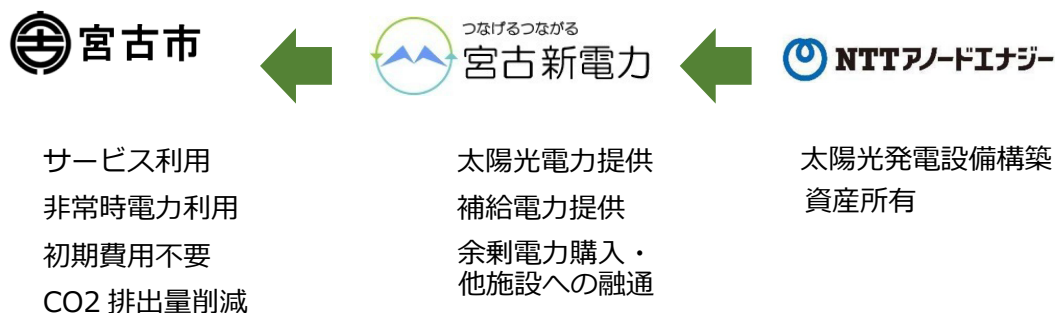 宮古市
つなげるつながる
宮古新電力
NTTアノードエナジー
サービス利用
非常時電力利用
初期費用不要
CO2 排出量削減
太陽光電力提供
補給電力提供
余剰電力購入・
他施設への融通
太陽光発電設備構築
資産所有